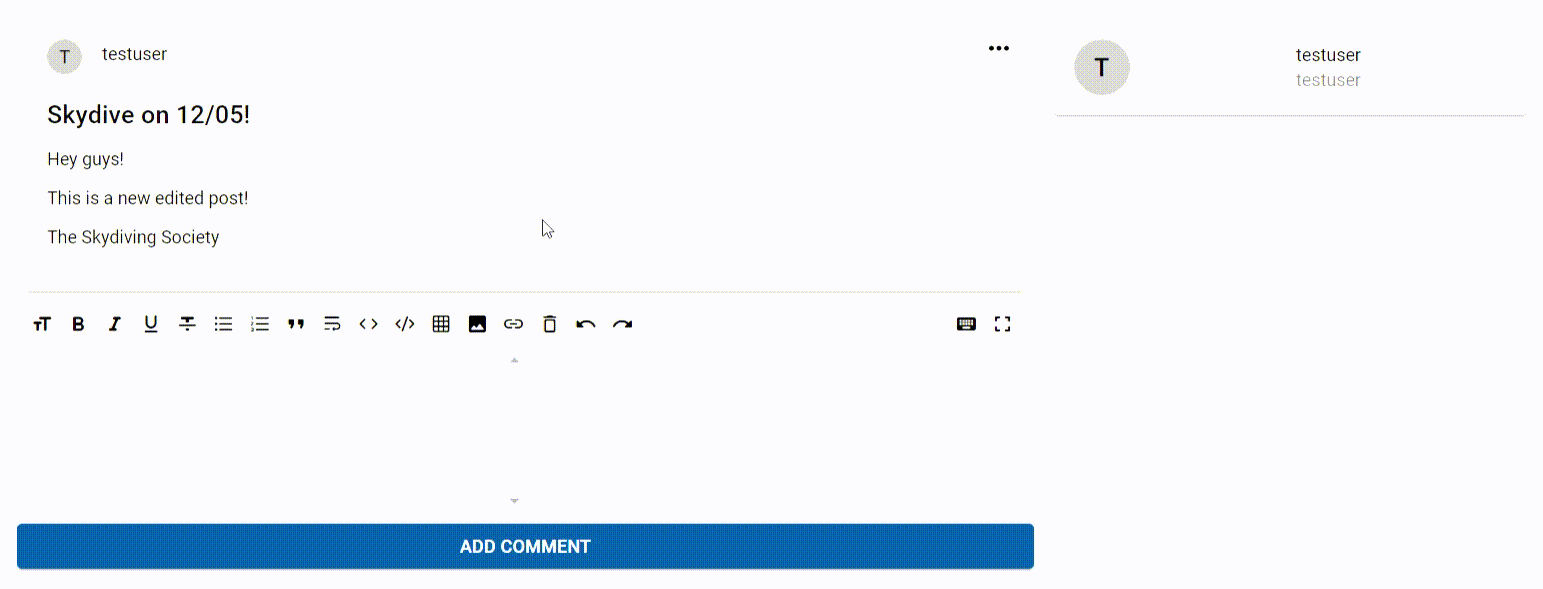 T
testuser
Skydive on 12/05!
Hey guys!
This is a new edited post!
The Skydiving Society
ADD COMMENT
T
testuser
testuser